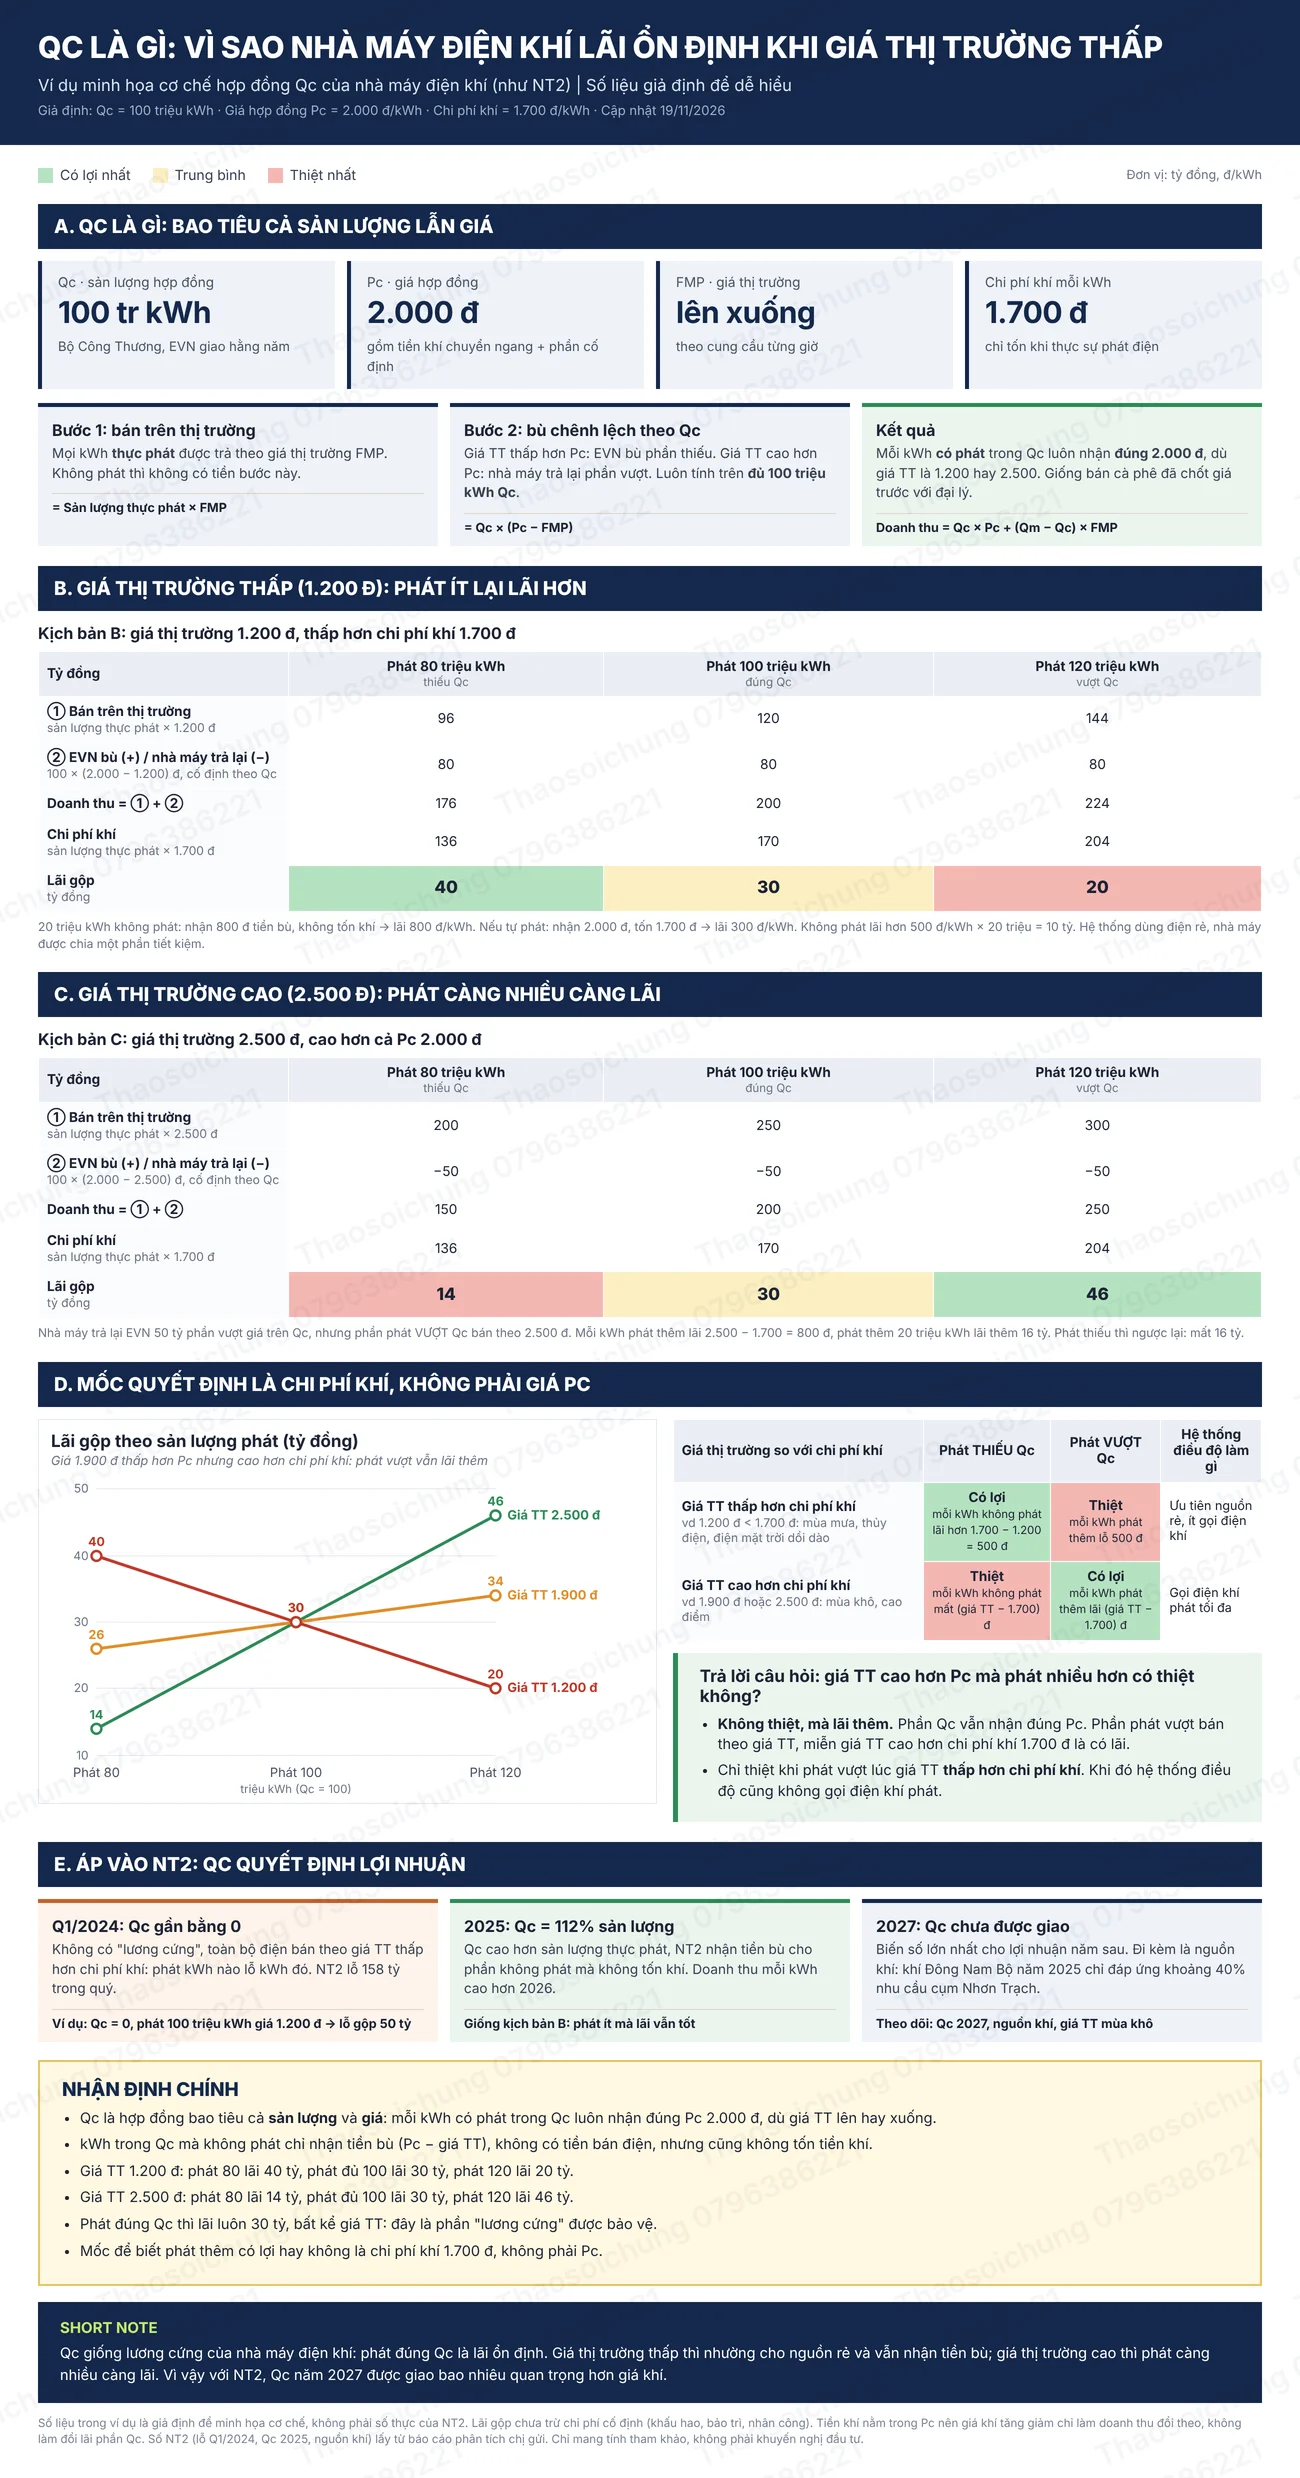 QC LÀ GÌ: VÌ SAO NHÀ MÁY ĐIỆN KHÍ LÃI ỔN ĐỊNH KHI GIÁ THỊ TRƯỜNG THẤP
Ví dụ minh họa cơ chế hợp đồng Qc của nhà máy điện khí (như NT2) | Số liệu giả định để dễ hiểu
Giả định: Qc = 100 triệu kWh · Giá hợp đồng Pc = 2.000 đ/kWh · Chi phí khí = 1.700 đ/kWh · Cập nhật 19/11/2026
Có lợi nhất Trung bình Thiệt nhất
Đơn vị: tỷ đồng, đ/kWh
A. QC LÀ GÌ: BAO TIÊU CẢ SẢN LƯỢNG LẪN GIÁ
Qc · sản lượng hợp đồng
100 tr kWh
Bộ Công Thương, EVN giao hằng năm
Pc · giá hợp đồng
2.000 đ
gồm tiền khí chuyển ngang + phần cố
định
FMP · giá thị trường
lên xuống
theo cung cầu từng giờ
Chi phí khí mỗi kWh
1.700 đ
chỉ tốn khi thực sự phát điện
Bước 1: bán trên thị trường
Mọi kWh thực phát được trả theo giá thị trường FMP.
Không phát thì không có tiền bước này.
= Sản lượng thực phát × FMP
Bước 2: bù chênh lệch theo Qc
Giá TT thấp hơn Pc: EVN bù phần thiếu. Giá TT cao hơn
Pc: nhà máy trả lại phần vượt. Luôn tính trên đủ 100 triệu
kWh Qc.
= Qc × (Pc − FMP)
Kết quả
Mỗi kWh có phát trong Qc luôn nhận đúng 2.000 đ, dù
giá TT là 1.200 hay 2.500. Giống bán cà phê đã chốt giá
trước với đại lý.
Doanh thu = Qc × Pc + (Qm − Qc) × FMP
B. GIÁ THỊ TRƯỜNG THẤP (1.200 Đ): PHÁT ÍT LẠI LÃI HƠN
Kịch bản B: giá thị trường 1.200 đ, thấp hơn chi phí khí 1.700 đ
Tỷ đồng Phát 80 triệu kWh Phát 100 triệu kWh Phát 120 triệu kWh
thiếu Qc đúng Qc vượt Qc
① Bán trên thị trường
sản lượng thực phát × 1.200 đ
96 120 144
② EVN bù (+) / nhà máy trả lại (−)
100 × (2.000 − 1.200) đ, cố định theo Qc
80 80 80
Doanh thu = ① + ② 176 200 224
Chi phí khí
sản lượng thực phát × 1.700 đ
136 170 204
Lãi gộp
tỷ đồng
40 30 20
20 triệu kWh không phát: nhận 800 đ tiền bù, không tốn khí → lãi 800 đ/kWh. Nếu tự phát: nhận 2.000 đ, tốn 1.700 đ → lãi 300 đ/kWh. Không phát lãi hơn 500 đ/kWh × 20 triệu = 10 tỷ. Hệ thống dùng điện rẻ, nhà máy
được chia một phần tiết kiệm.
C. GIÁ THỊ TRƯỜNG CAO (2.500 Đ): PHÁT CÀNG NHIỀU CÀNG LÃI
Kịch bản C: giá thị trường 2.500 đ, cao hơn cả Pc 2.000 đ
Tỷ đồng Phát 80 triệu kWh Phát 100 triệu kWh Phát 120 triệu kWh
thiếu Qc đúng Qc vượt Qc
① Bán trên thị trường
sản lượng thực phát × 2.500 đ
200 250 300
② EVN bù (+) / nhà máy trả lại (−)
100 × (2.000 − 2.500) đ, cố định theo Qc
−50 −50 −50
Doanh thu = ① + ② 150 200 250
Chi phí khí
sản lượng thực phát × 1.700 đ
136 170 204
Lãi gộp
tỷ đồng
14 30 46
Nhà máy trả lại EVN 50 tỷ phần vượt giá trên Qc, nhưng phần phát VƯỢT Qc bán theo 2.500 đ. Mỗi kWh phát thêm lãi 2.500 − 1.700 = 800 đ, phát thêm 20 triệu kWh lãi thêm 16 tỷ. Phát thiếu thì ngược lại: mất 16 tỷ.
D. MỐC QUYẾT ĐỊNH LÀ CHI PHÍ KHÍ, KHÔNG PHẢI GIÁ PC
Lãi gộp theo sản lượng phát (tỷ đồng)
Giá 1.900 đ thấp hơn Pc nhưng cao hơn chi phí khí: phát vượt vẫn lãi thêm
50
46
Giá TT 2.500 đ
40
40
34
Giá TT 1.900 đ
30
30
26
20
Giá TT 1.200 đ
20
14
10
Phát 80 Phát 100 Phát 120
triệu kWh (Qc = 100)
Giá thị trường so với chi phí khí
Phát THIẾU Qc
Phát VƯỢT
Qc
Hệ thống
điều độ làm
gì
Giá TT thấp hơn chi phí khí
vd 1.200 đ < 1.700 đ: mùa mưa, thủy
điện, điện mặt trời dồi dào
Có lợi
mỗi kWh không phát
lãi hơn 1.700 − 1.200
= 500 đ
Thiệt
mỗi kWh phát
thêm lỗ 500 đ
Ưu tiên nguồn
rẻ, ít gọi điện
khí
Giá TT cao hơn chi phí khí
vd 1.900 đ hoặc 2.500 đ: mùa khô, cao
điểm
Thiệt
mỗi kWh không phát
mất (giá TT − 1.700)
đ
Có lợi
mỗi kWh phát
thêm lãi (giá TT −
1.700) đ
Gọi điện khí
phát tối đa
Trả lời câu hỏi: giá TT cao hơn Pc mà phát nhiều hơn có thiệt
không?
• Không thiệt, mà lãi thêm. Phần Qc vẫn nhận đúng Pc. Phần phát vượt bán
theo giá TT, miễn giá TT cao hơn chi phí khí 1.700 đ là có lãi.
• Chỉ thiệt khi phát vượt lúc giá TT thấp hơn chi phí khí. Khi đó hệ thống điều
độ cũng không gọi điện khí phát.
E. ÁP VÀO NT2: QC QUYẾT ĐỊNH LỢI NHUẬN
Q1/2024: Qc gần bằng 0
Không có "lương cứng", toàn bộ điện bán theo giá TT thấp
hơn chi phí khí: phát kWh nào lỗ kWh đó. NT2 lỗ 158 tỷ
trong quý.
Ví dụ: Qc = 0, phát 100 triệu kWh giá 1.200 đ → lỗ gộp 50 tỷ
2025: Qc = 112% sản lượng
Qc cao hơn sản lượng thực phát, NT2 nhận tiền bù cho
phần không phát mà không tốn khí. Doanh thu mỗi kWh
cao hơn 2026.
Giống kịch bản B: phát ít mà lãi vẫn tốt
2027: Qc chưa được giao
Biến số lớn nhất cho lợi nhuận năm sau. Đi kèm là nguồn
khí: khí Đông Nam Bộ năm 2025 chỉ đáp ứng khoảng 40%
nhu cầu cụm Nhơn Trạch.
Theo dõi: Qc 2027, nguồn khí, giá TT mùa khô
NHẬN ĐỊNH CHÍNH
• Qc là hợp đồng bao tiêu cả sản lượng và giá: mỗi kWh có phát trong Qc luôn nhận đúng Pc 2.000 đ, dù giá TT lên hay xuống.
• kWh trong Qc mà không phát chỉ nhận tiền bù (Pc − giá TT), không có tiền bán điện, nhưng cũng không tốn tiền khí.
• Giá TT 1.200 đ: phát 80 lãi 40 tỷ, phát đủ 100 lãi 30 tỷ, phát 120 lãi 20 tỷ.
• Giá TT 2.500 đ: phát 80 lãi 14 tỷ, phát đủ 100 lãi 30 tỷ, phát 120 lãi 46 tỷ.
• Phát đúng Qc thì lãi luôn 30 tỷ, bất kể giá TT: đây là phần "lương cứng" được bảo vệ.
• Mốc để biết phát thêm có lợi hay không là chi phí khí 1.700 đ, không phải Pc.
SHORT NOTE
Qc giống lương cứng của nhà máy điện khí: phát đúng Qc là lãi ổn định. Giá thị trường thấp thì nhường cho nguồn rẻ và vẫn nhận tiền bù; giá thị trường cao thì phát càng
nhiều càng lãi. Vì vậy với NT2, Qc năm 2027 được giao bao nhiêu quan trọng hơn giá khí.
Số liệu trong ví dụ là giả định để minh họa cơ chế, không phải số thực của NT2. Lãi gộp chưa trừ chi phí cố định (khấu hao, bảo trì, nhân công). Tiền khí nằm trong Pc nên giá khí tăng giảm chỉ làm doanh thu đổi theo, không
làm đổi lãi phần Qc. Số NT2 (lỗ Q1/2024, Qc 2025, nguồn khí) lấy từ báo cáo phân tích chị gửi. Chỉ mang tính tham khảo, không phải khuyến nghị đầu tư.
Thaosoichung 0796386221